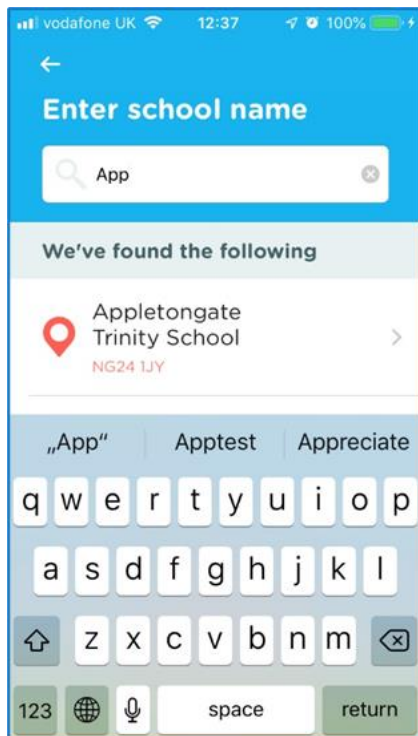 vodafone UK 12:37 100%
Enter school name
App
We've found the following
Appletongate
Trinity School
NG24 1JY
„App“ Apptest Appreciate
q w e r t y u i o p
a s d f g h j k l
z x c v b n m
123 space return